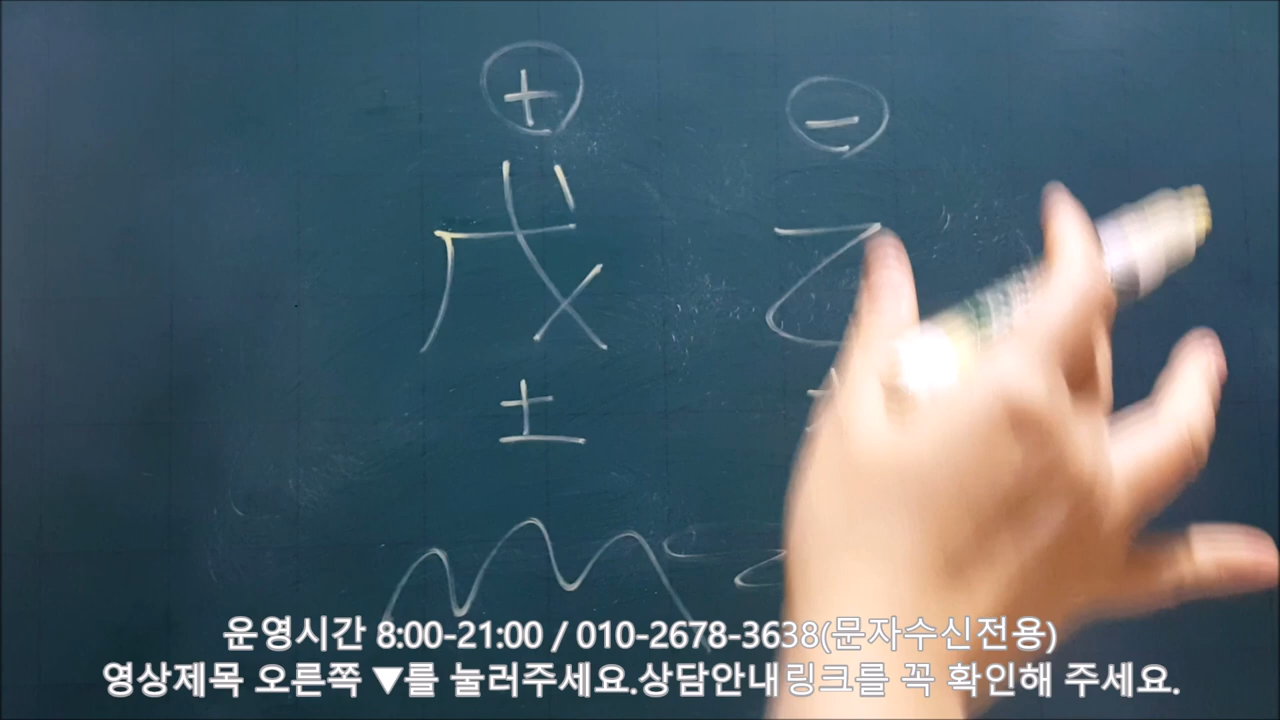 + -
戊 乙
土
운영시간 8:00-21:00 / 010-2678-3638(문자수신전용)
영상제목 오른쪽 ▼를 눌러주세요.상담안내링크를 꼭 확인해 주세요.